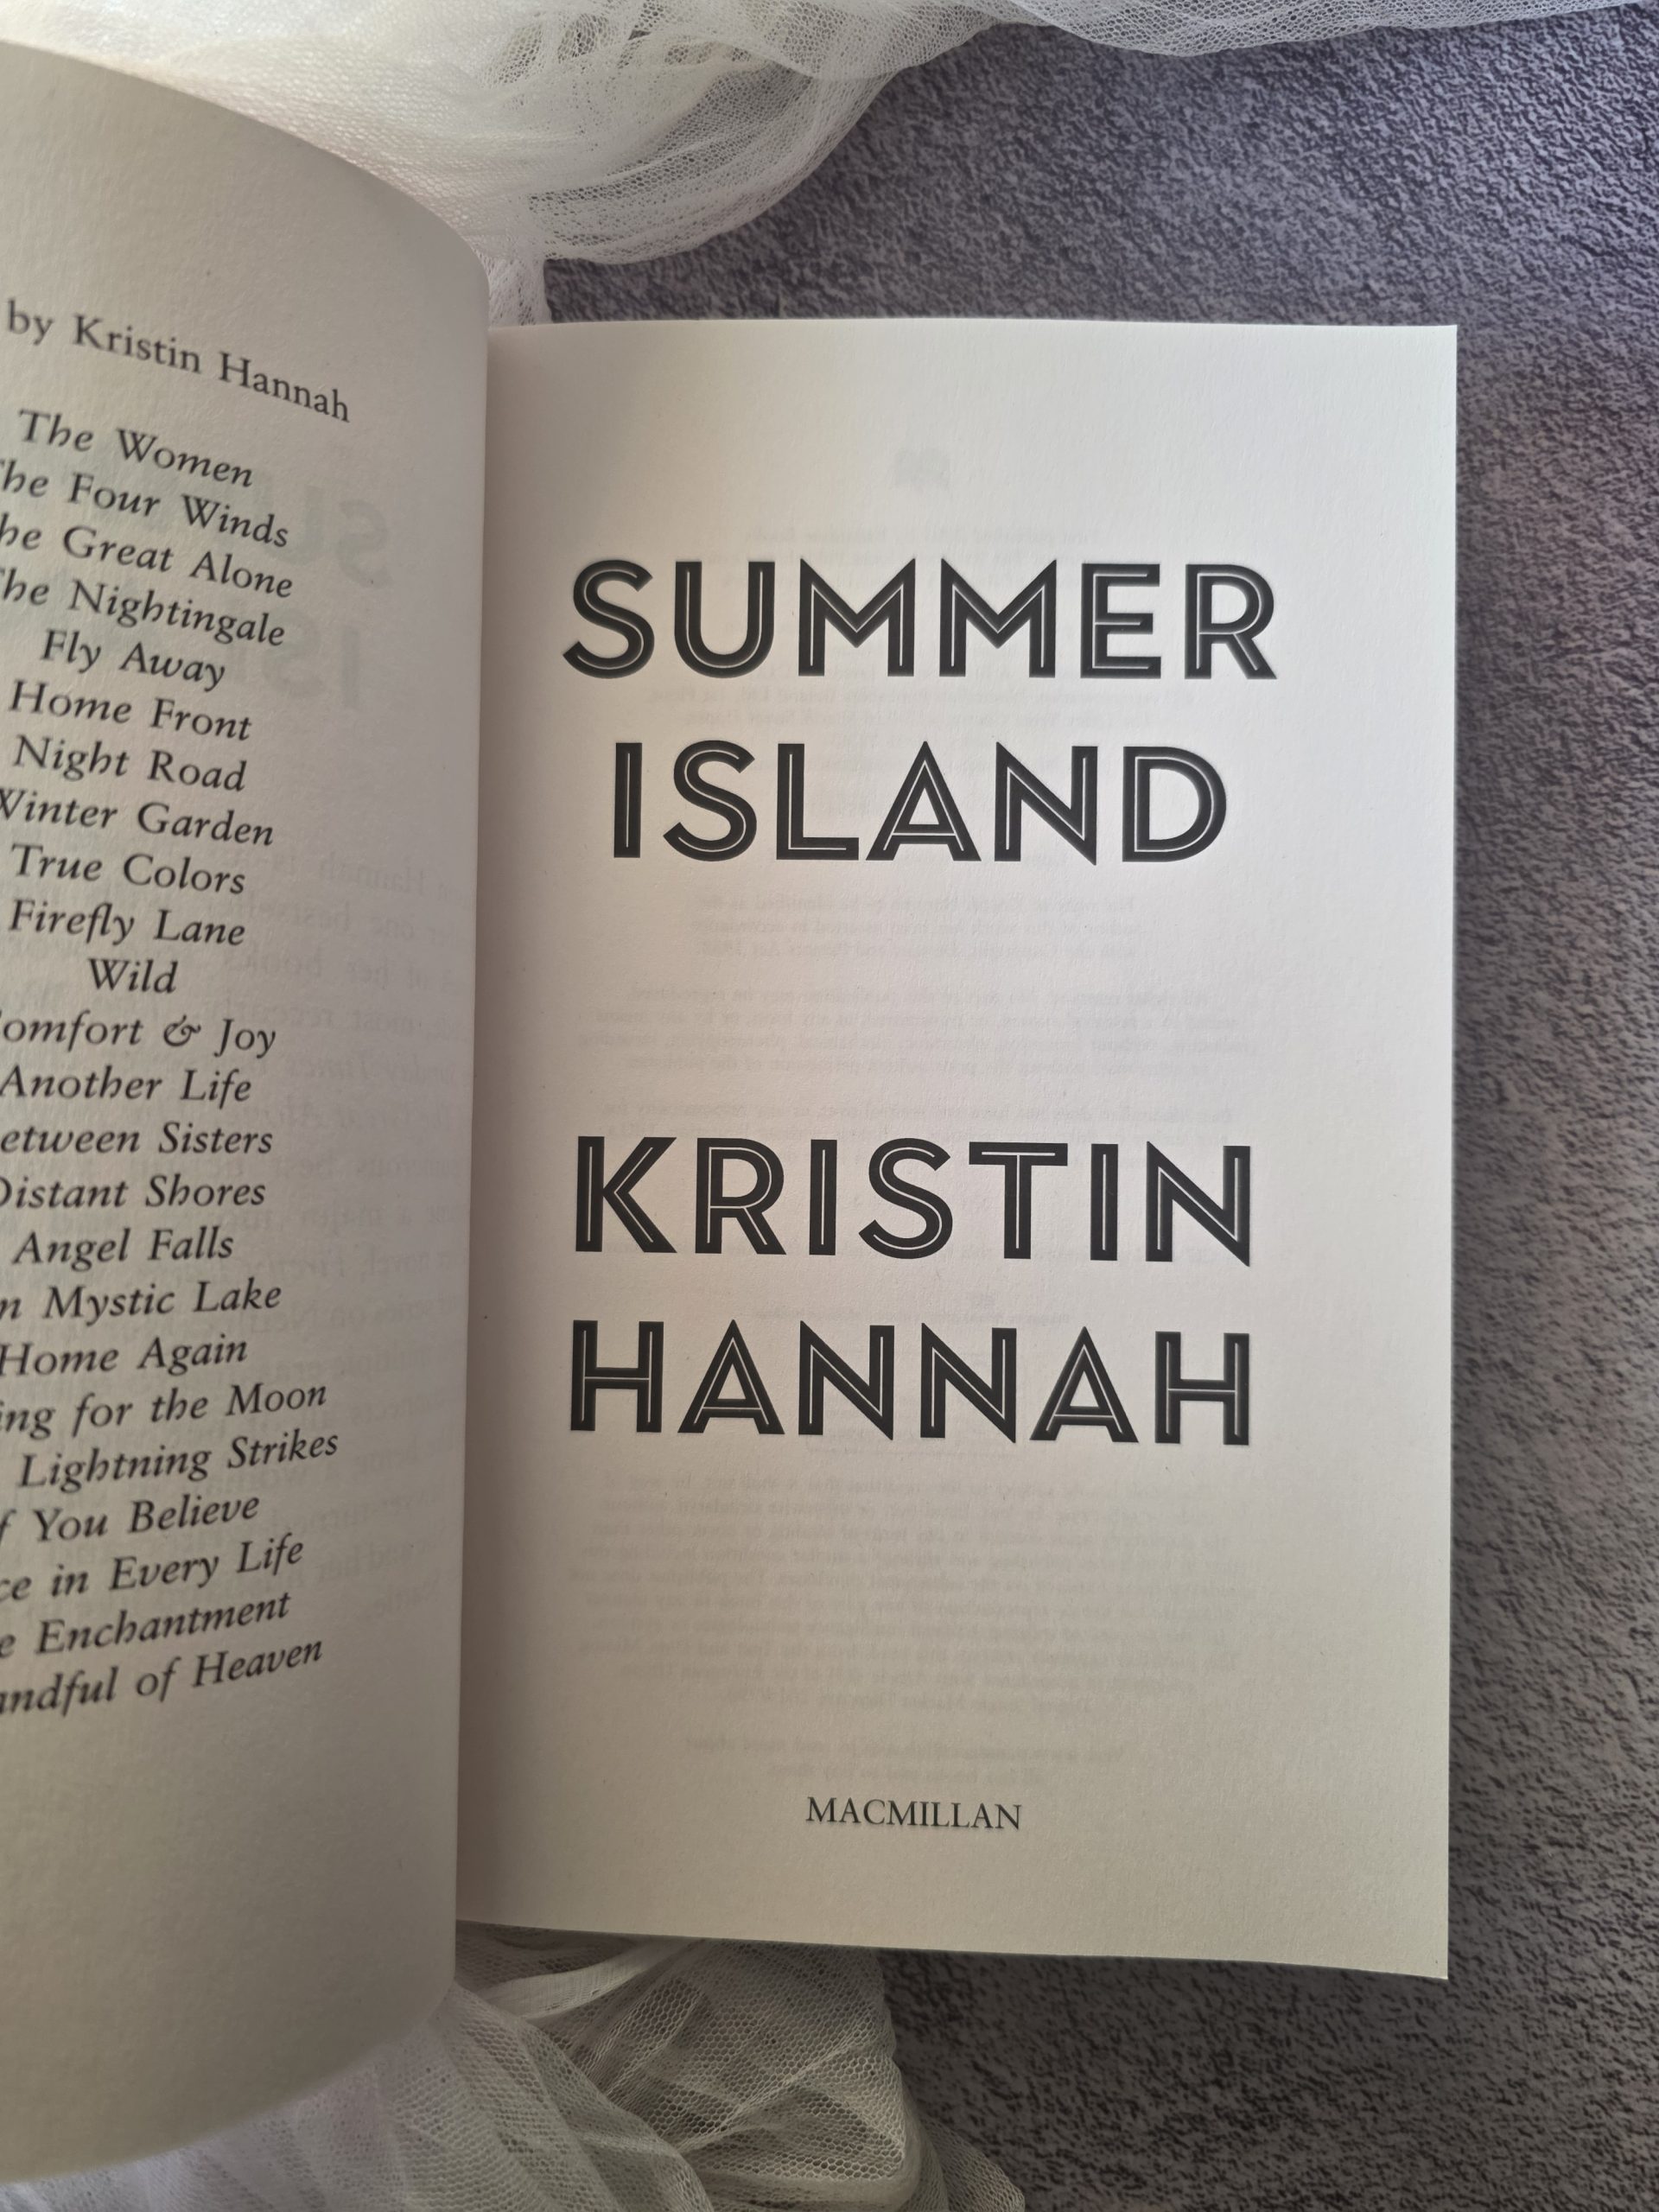 by Kristin Hannah
The Women
The Four Winds
The Great Alone
The Nightingale
Fly Away
Home Front
Night Road
Winter Garden
True Colors
Firefly Lane
Wild
Comfort & Joy
Another Life
Between Sisters
Distant Shores
Angel Falls
Mystic Lake
Home Again
for the Moon
Lightning Strikes
You Believe
in Every Life
Enchantment
of Heaven
SUMMER
ISLAND
KRISTIN
HANNAH
MACMILLAN